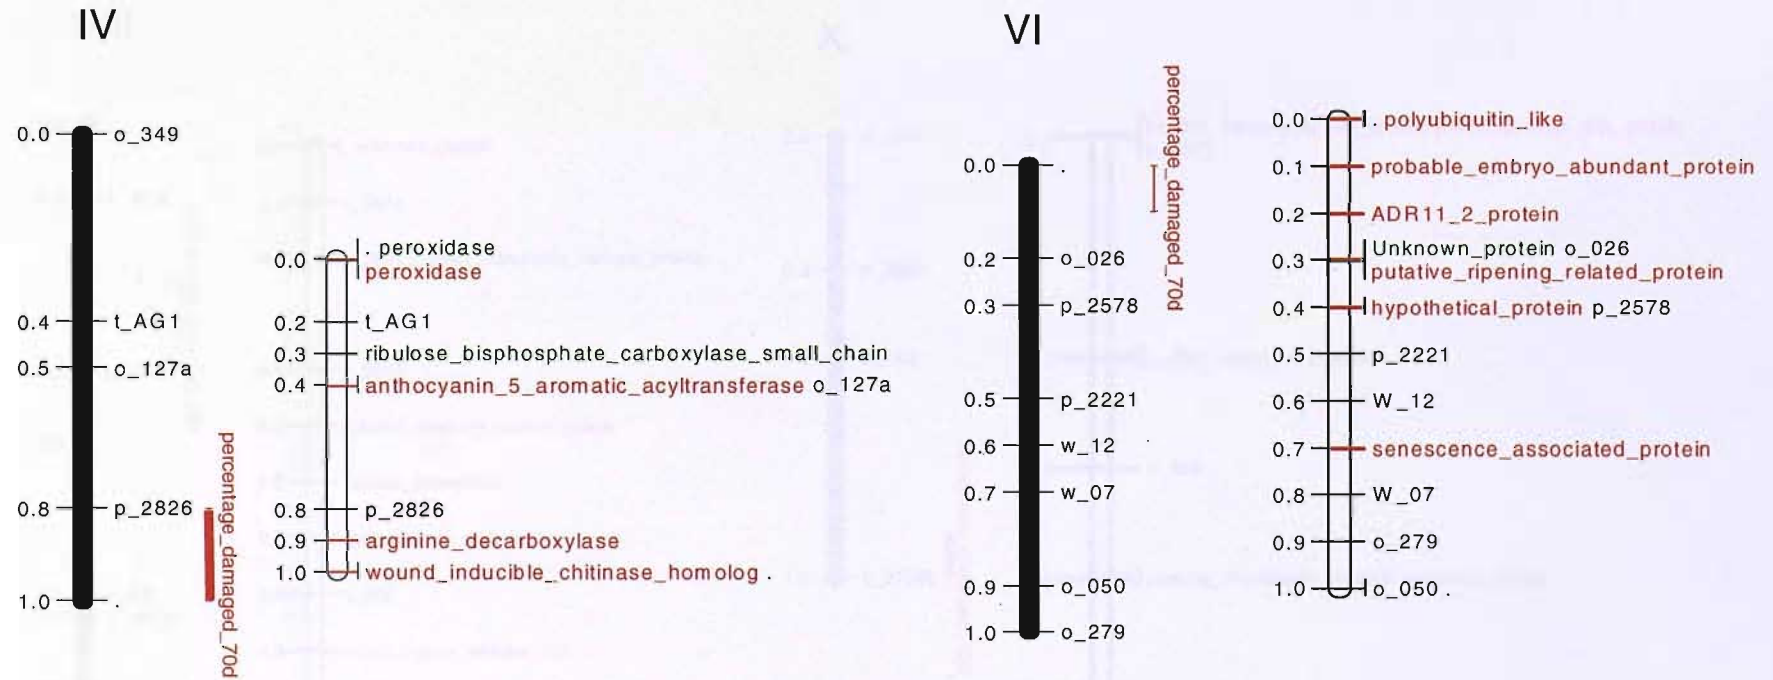 IV
0.0 o_349
0.4 t_AG1
0.5 o_127a
0.8 p_2826
1.0 .
percentage_damaged_70d
0.0 . peroxidase
peroxidase
0.2 t_AG1
0.3 ribulose_bisphosphate_carboxylase_small_chain
0.4 anthocyanin_5_aromatic_acyltransferase o_127a
0.8 p_2826
0.9 arginine_decarboxylase
1.0 wound_inducible_chitinase_homolog .
VI
0.0 .
0.2 o_026
0.3 p_2578
0.5 p_2221
0.6 w_12
0.7 w_07
0.9 o_050
1.0 o_279
percentage_damaged_70d
0.0 . polyubiquitin_like
0.1 probable_embryo_abundant_protein
0.2 ADR11_2_protein
Unknown_protein o_026
0.3 putative_ripening_related_protein
0.4 hypothetical_protein p_2578
0.5 p_2221
0.6 W_12
0.7 senescence_associated_protein
0.8 W_07
0.9 o_279
1.0 o_050 .